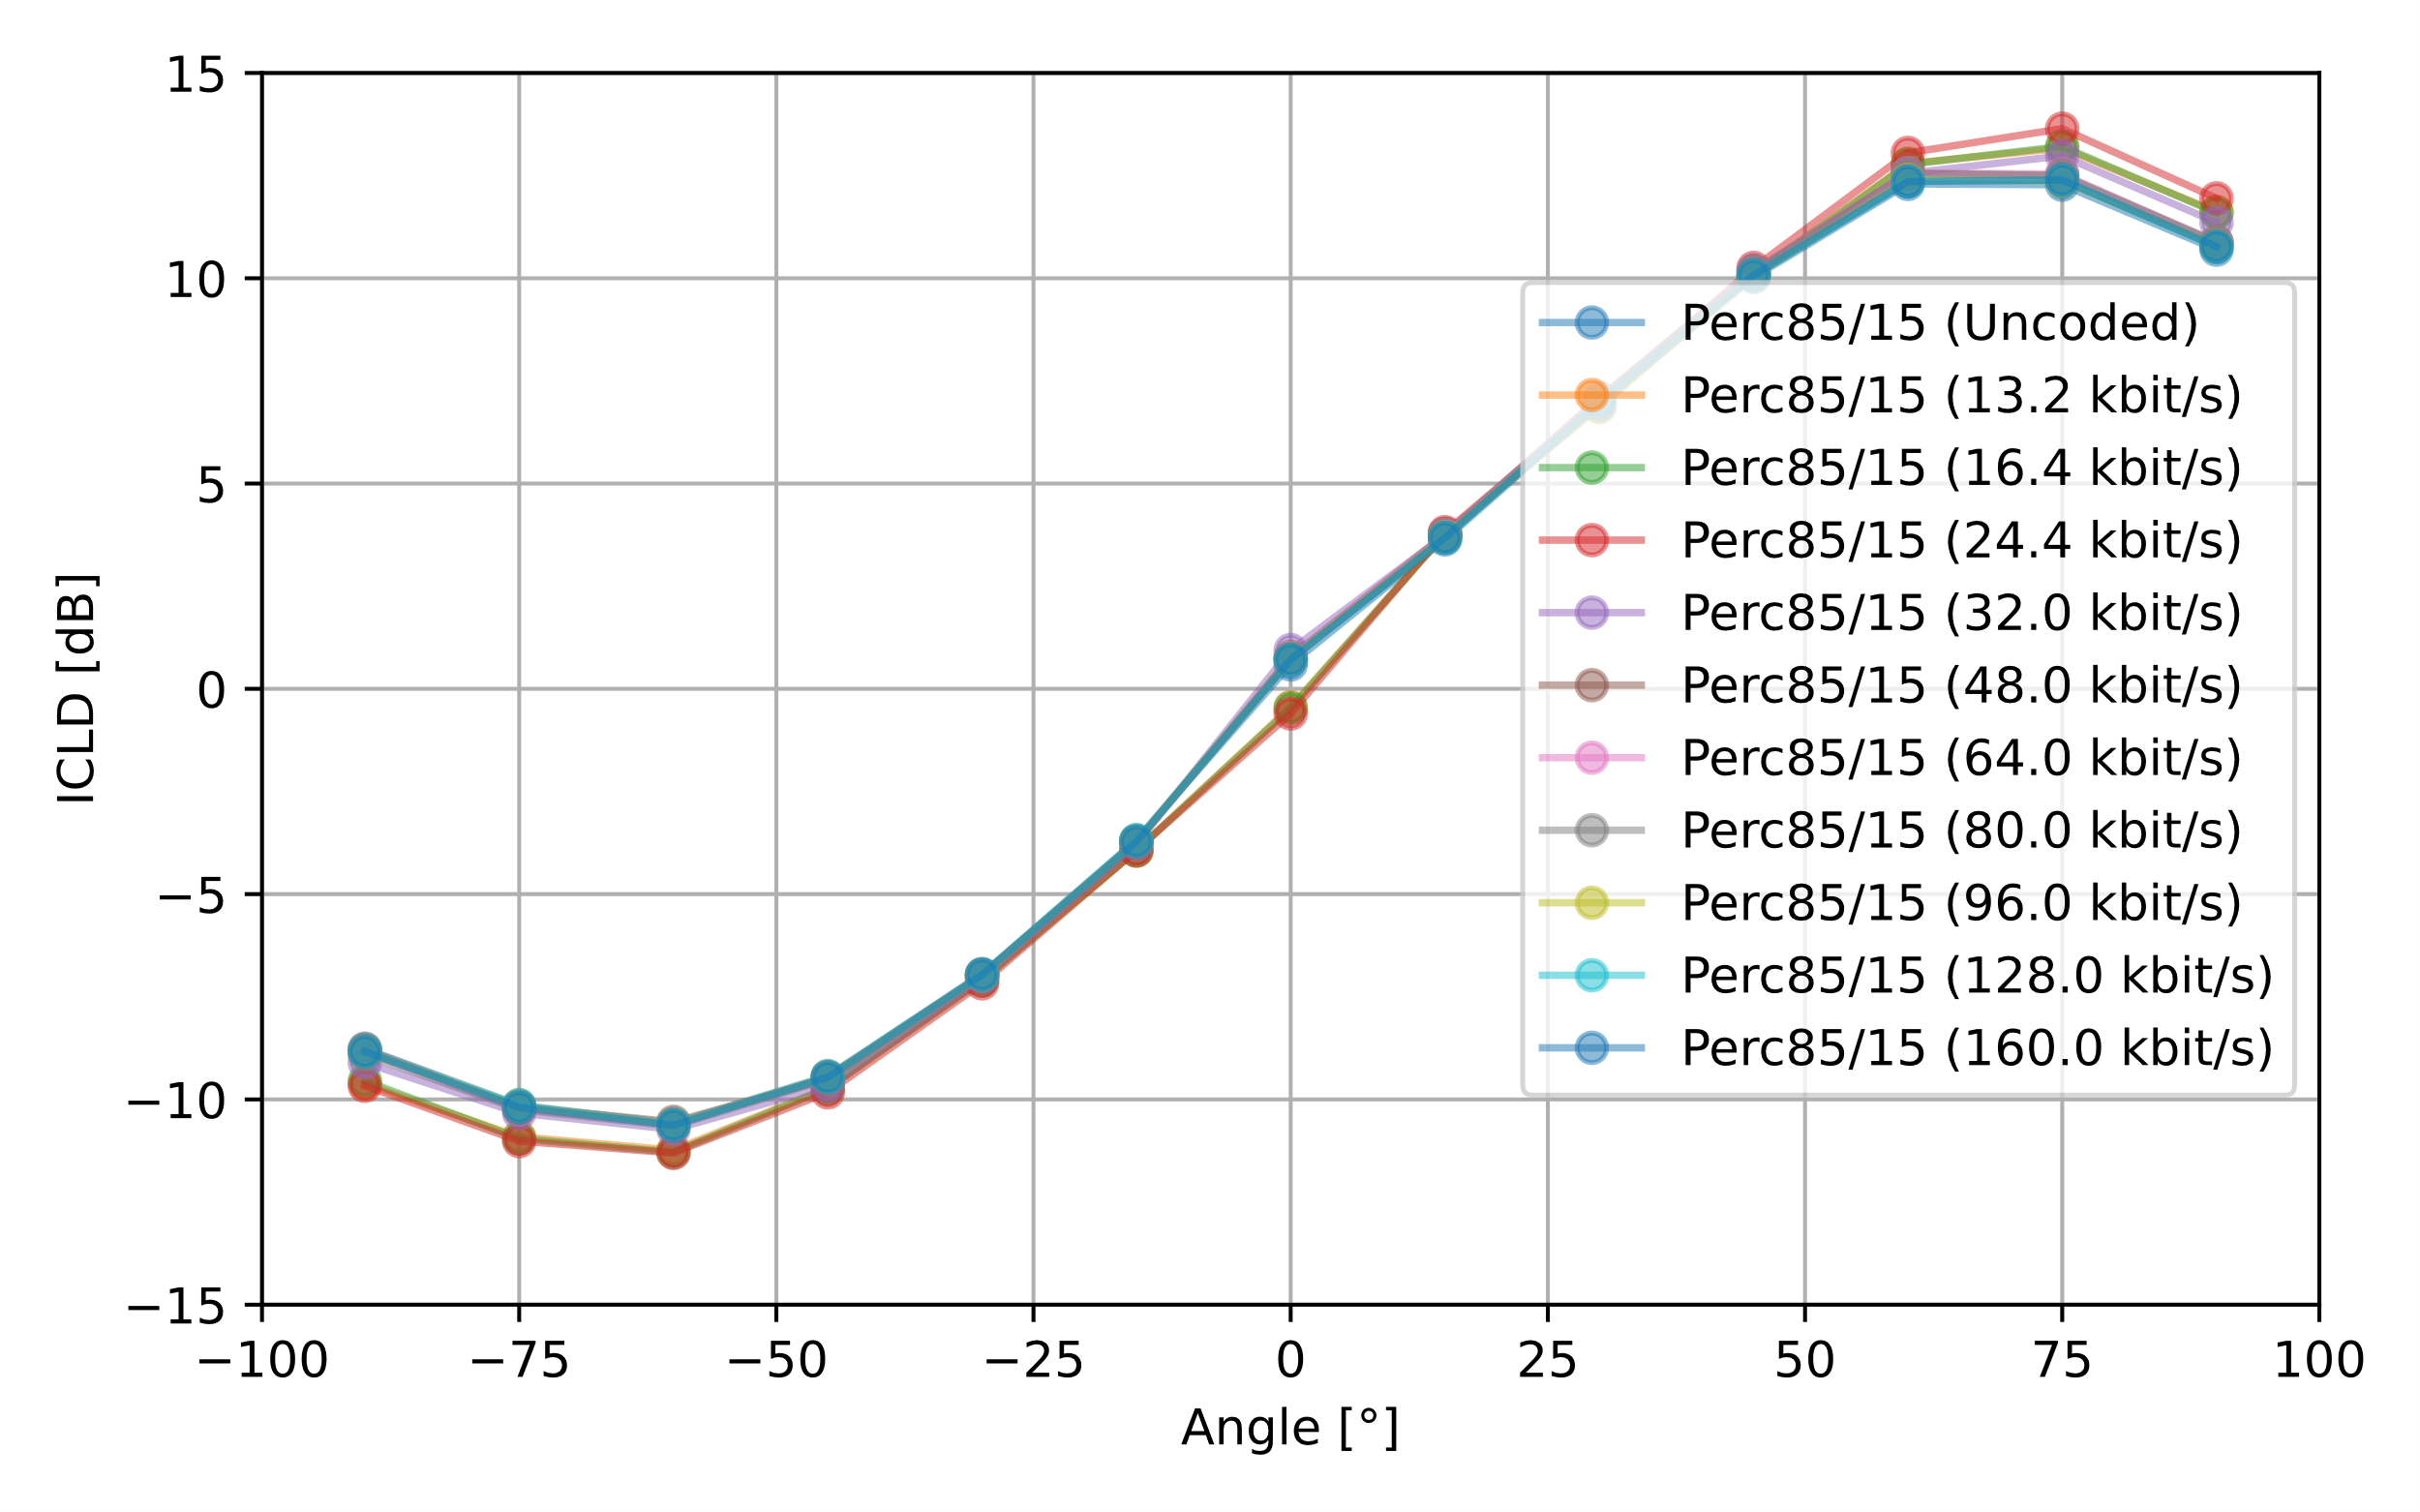 15
10
5
0
−5
−10
−15
ICLD [dB]
Perc85/15 (Uncoded)
Perc85/15 (13.2 kbit/s)
Perc85/15 (16.4 kbit/s)
Perc85/15 (24.4 kbit/s)
Perc85/15 (32.0 kbit/s)
Perc85/15 (48.0 kbit/s)
Perc85/15 (64.0 kbit/s)
Perc85/15 (80.0 kbit/s)
Perc85/15 (96.0 kbit/s)
Perc85/15 (128.0 kbit/s)
Perc85/15 (160.0 kbit/s)
−100 −75 −50 −25 0 25 50 75 100
Angle [°]